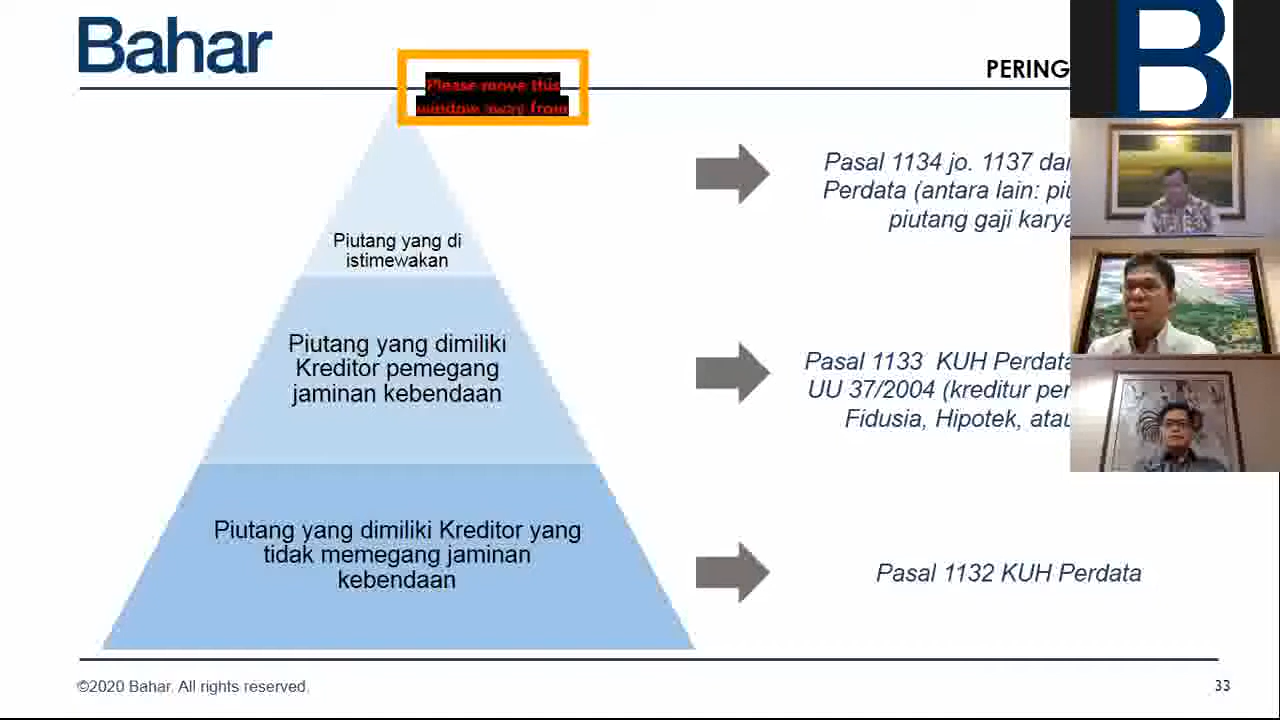 Bahar
PERING
Please move this
window away from
Pasal 1134 jo. 1137 dan
Perdata (antara lain: piu
piutang gaji karya
Piutang yang di
istimewakan
Piutang yang dimiliki
Kreditor pemegang
jaminan kebendaan
Pasal 1133 KUH Perdata
UU 37/2004 (kreditur per
Fidusia, Hipotek, atau
Piutang yang dimiliki Kreditor yang
tidak memegang jaminan
kebendaan
Pasal 1132 KUH Perdata
©2020 Bahar. All rights reserved.
33
B